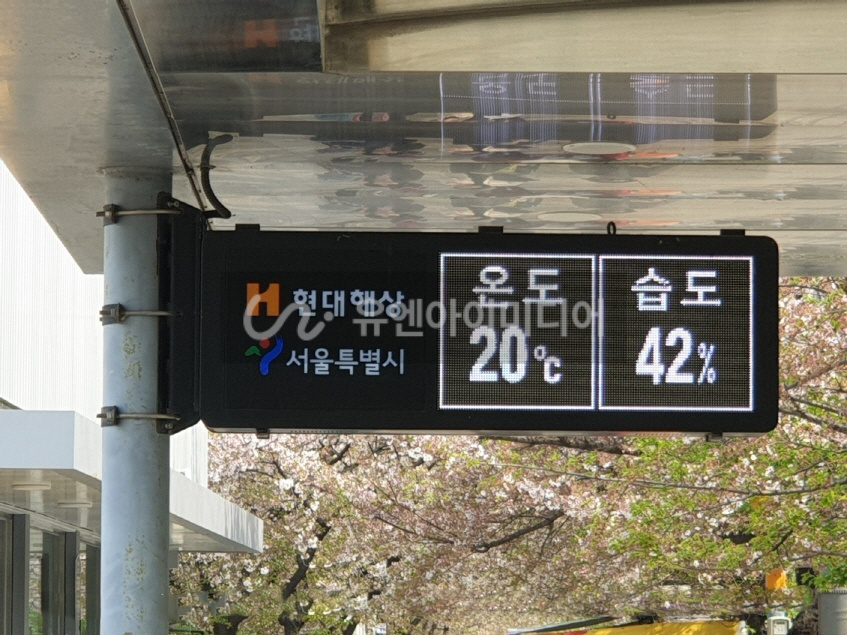 현대해상
서울특별시
온도
20℃
습도
42%
유엔아이미디어